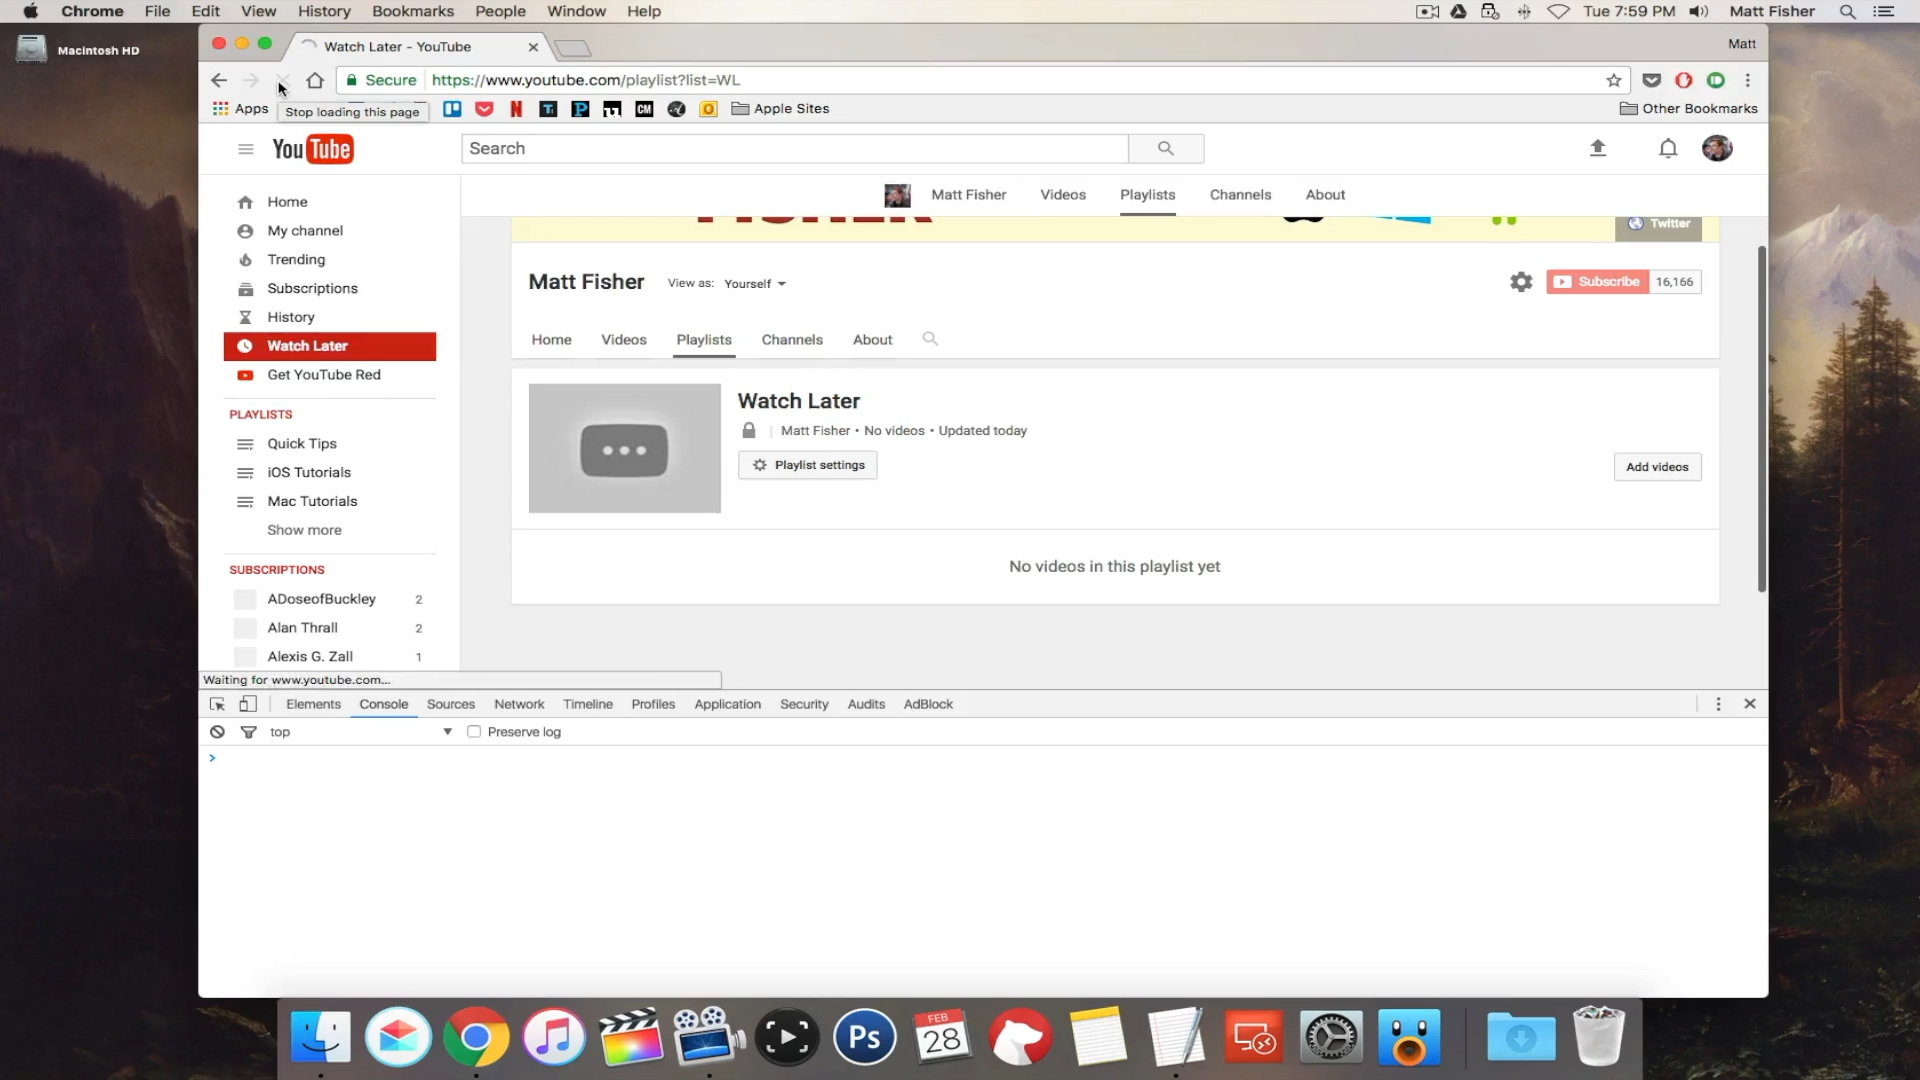 Chrome File Edit View History Bookmarks People Window Help Tue 7:59 PM Matt Fisher
Macintosh HD
Watch Later - YouTube Matt
Secure https://www.youtube.com/playlist?list=WL
Apps Apple Sites Other Bookmarks
Stop loading this page
YouTube Search
Matt Fisher Videos Playlists Channels About
Home
My channel
Trending
Subscriptions
History
Watch Later
Get YouTube Red
PLAYLISTS
Quick Tips
iOS Tutorials
Mac Tutorials
Show more
SUBSCRIPTIONS
ADoseofBuckley 2
Alan Thrall 2
Alexis G. Zall 1
Twitter
Matt Fisher View as: Yourself Subscribe 16,166
Home Videos Playlists Channels About
Watch Later
Matt Fisher • No videos • Updated today
Playlist settings
Add videos
No videos in this playlist yet
Waiting for www.youtube.com...
Elements Console Sources Network Timeline Profiles Application Security Audits AdBlock
top Preserve log
>
Ps
FEB
28